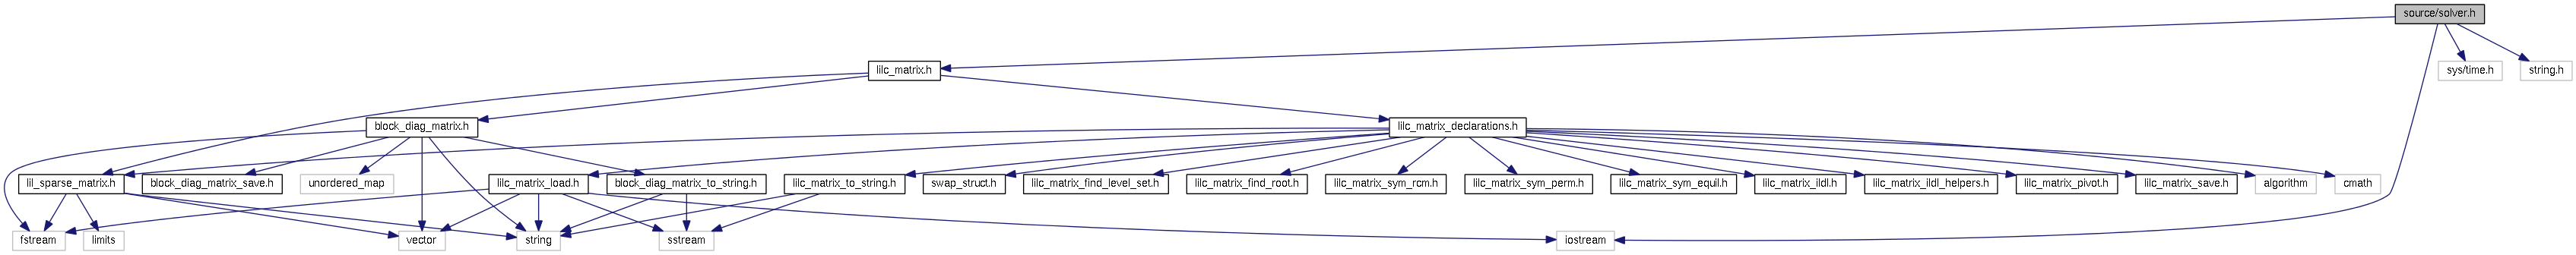 source/solver.h
lilc_matrix.h
sys/time.h
string.h
block_diag_matrix.h
lilc_matrix_declarations.h
lil_sparse_matrix.h
block_diag_matrix_save.h
unordered_map
lilc_matrix_load.h
block_diag_matrix_to_string.h
lilc_matrix_to_string.h
swap_struct.h
lilc_matrix_find_level_set.h
lilc_matrix_find_root.h
lilc_matrix_sym_rcm.h
lilc_matrix_sym_perm.h
lilc_matrix_sym_equil.h
lilc_matrix_ildl.h
lilc_matrix_ildl_helpers.h
lilc_matrix_pivot.h
lilc_matrix_save.h
algorithm
cmath
fstream
limits
vector
string
sstream
iostream